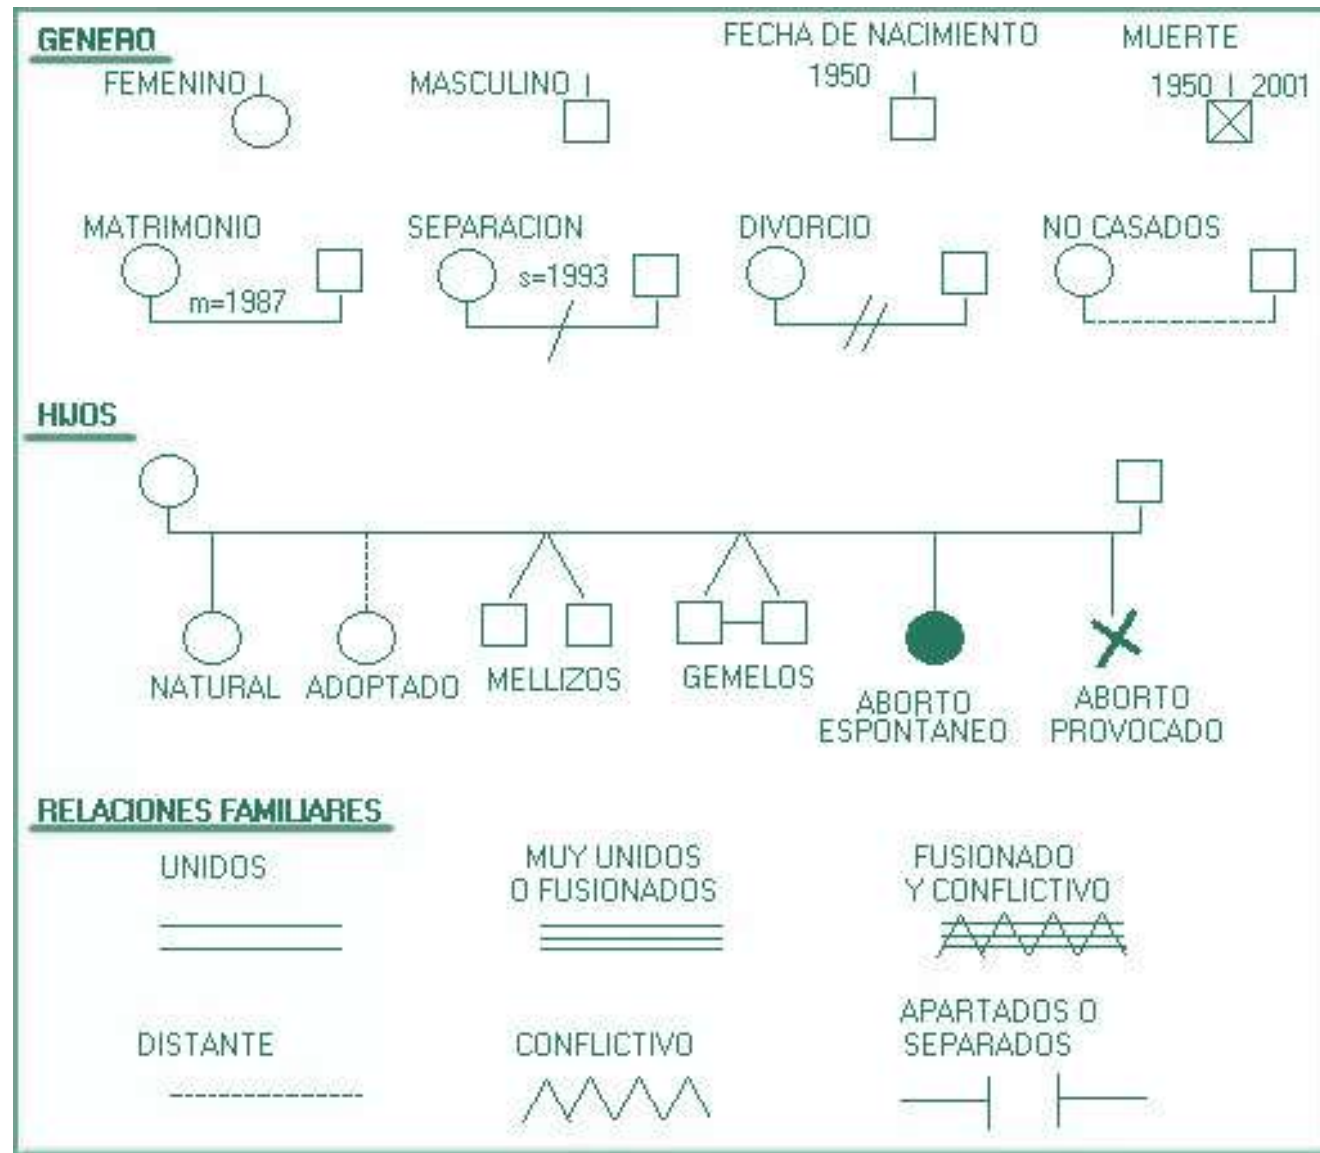 GENERO
FEMENINO
MASCULINO
FECHA DE NACIMIENTO
1950
MUERTE
1950 2001
MATRIMONIO
m=1987
SEPARACION
s=1993
DIVORCIO
NO CASADOS
HIJOS
NATURAL
ADOPTADO
MELLIZOS
GEMELOS
ABORTO
ESPONTANEO
ABORTO
PROVOCADO
RELACIONES FAMILIARES
UNIDOS
MUY UNIDOS
O FUSIONADOS
FUSIONADO
Y CONFLICTIVO
DISTANTE
CONFLICTIVO
APARTADOS O
SEPARADOS